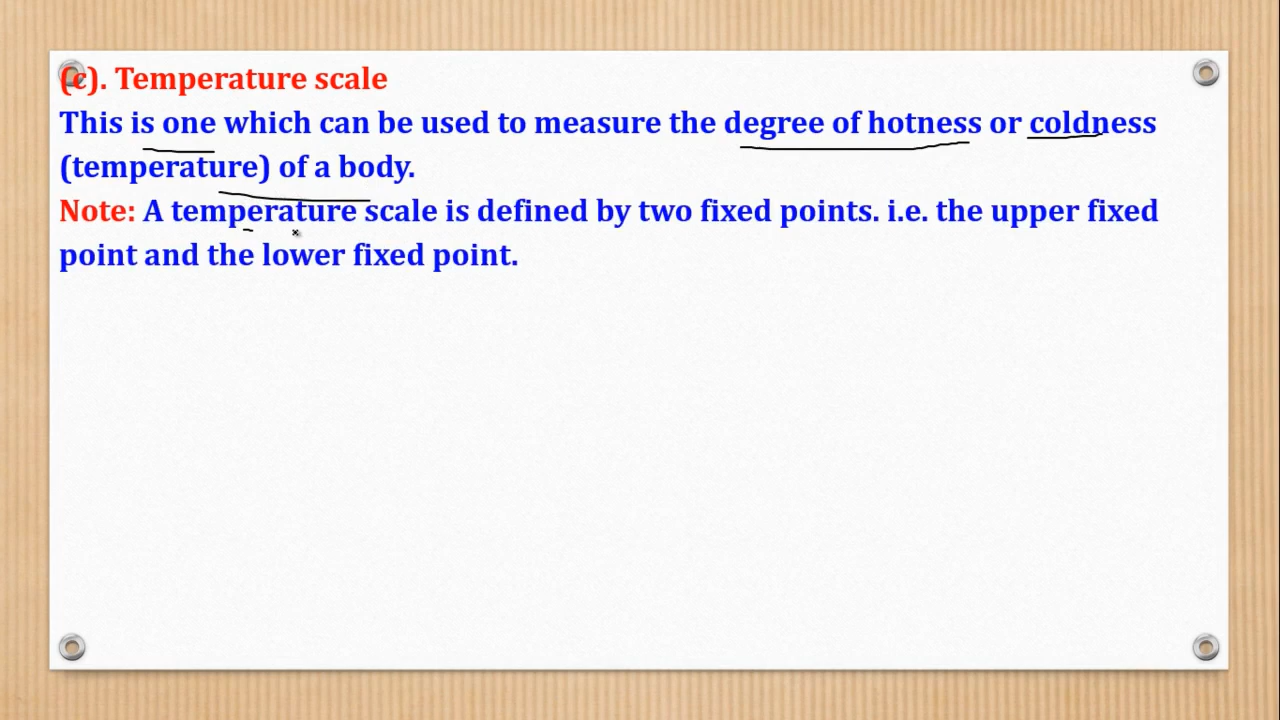 (c). Temperature scale
This is one which can be used to measure the degree of hotness or coldness
(temperature) of a body.
Note: A temperature scale is defined by two fixed points. i.e. the upper fixed
point and the lower fixed point.